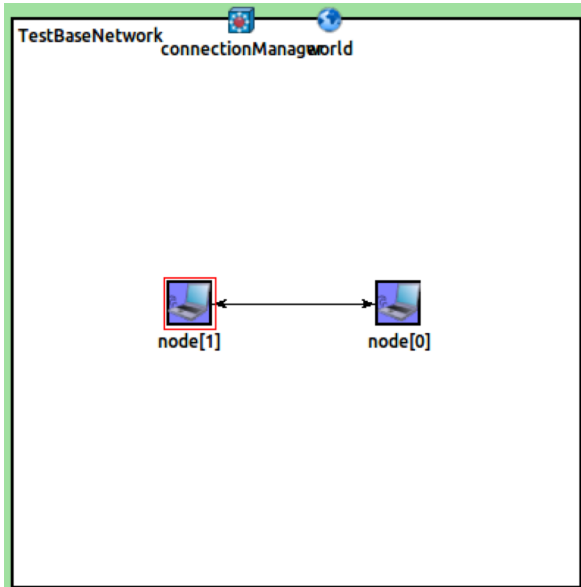 TestBaseNetwork
connectionManager
world
node[1]
node[0]